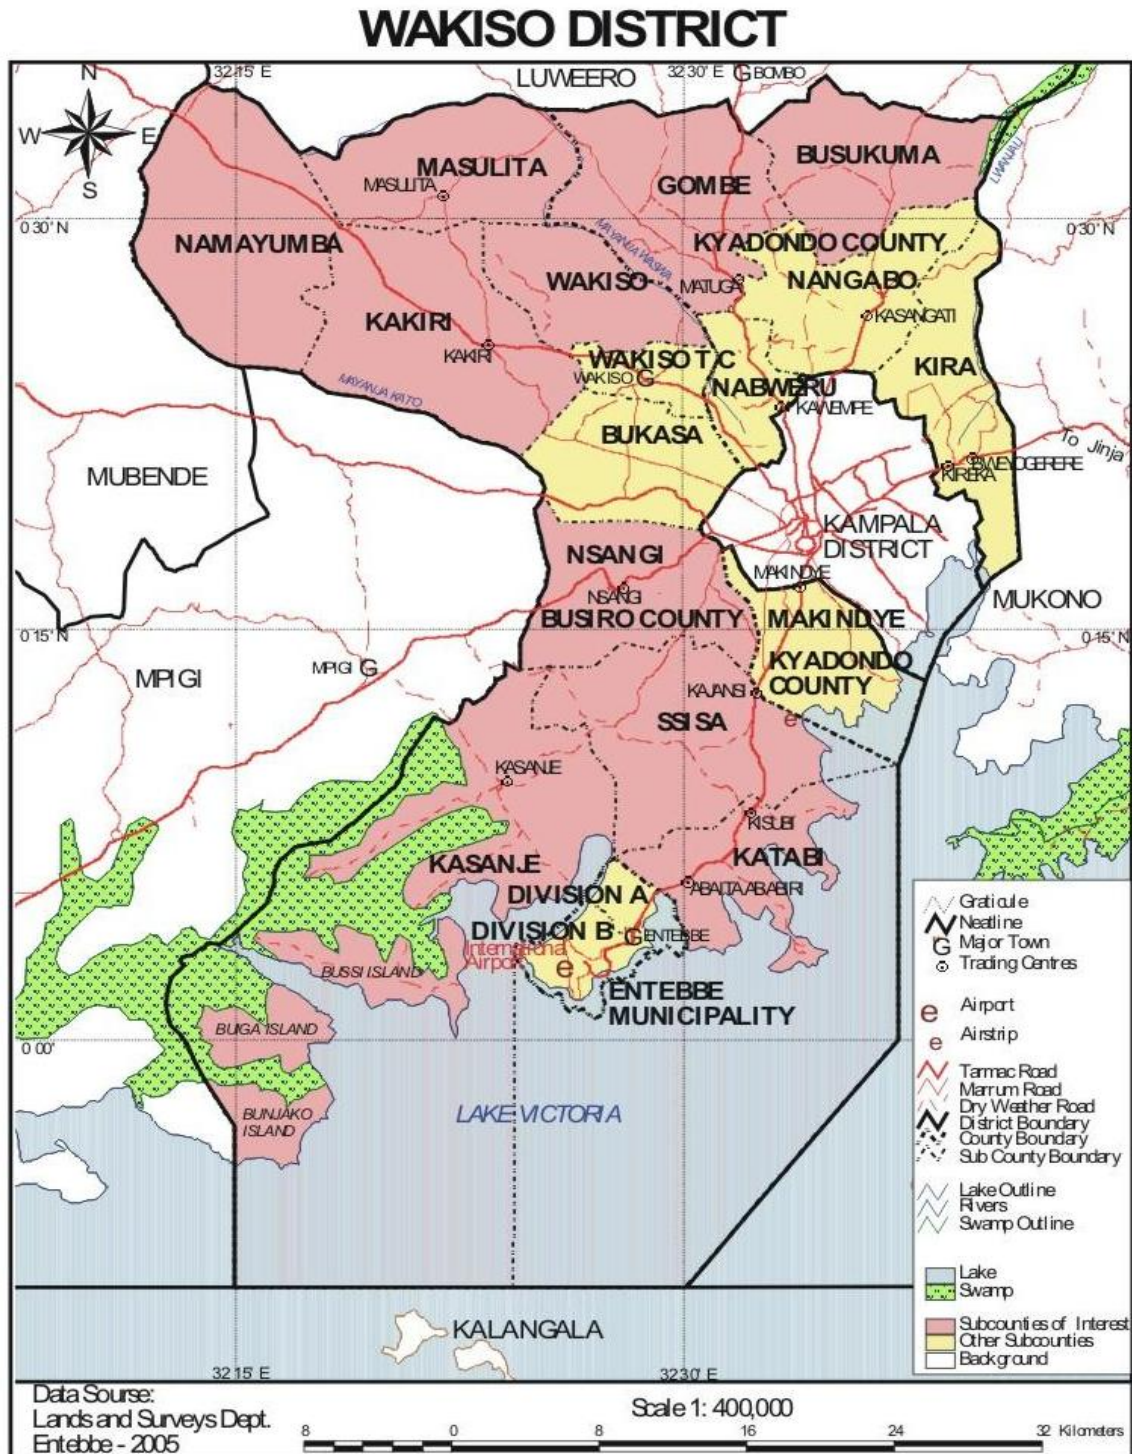 WAKISO DISTRICT
32 15' E
LUWEERO
32 30' E
G BOMBO
N
W
E
S
LWANJALI
MASULITA
MASULITA
GOMBE
BUSUKUMA
0 30' N
0 30' N
NAMAYUMBA
MAYANJA WASWA
KYADONDO COUNTY
WAKISO
MATUGA
NANGABO
KAKIRI
KASANGATI
KAKIRI
WAKISO T/C
WAKISO G
NABWERU
KIRA
MAYANJA KATO
KAWEMPE
BUKASA
To Jinja
MUBENDE
KIREKA
BWEYOGERERE
KAMPALA
DISTRICT
NSANGI
MAKINDYE
NSANGI
MUKONO
BUSIRO COUNTY
MAKINDYE
0 15' N
0 15' N
MPIGI
MPIGI G
KYADONDO
COUNTY
KAJANSI
SSISA
e
KASANJE
KISUBI
KASANJE
KATABI
DIVISION A
ABAITA ABABIRI
DIVISION B
G ENTEBBE
International
Airport
e
BUSSI ISLAND
ENTEBBE
MUNICIPALITY
BUIGA ISLAND
0 00'
BUNJAKO
ISLAND
LAKE VICTORIA
KALANGALA
Graticule
Neatline
G Major Town
Trading Centres
e Airport
e Airstrip
Tarmac Road
Marrum Road
Dry Weather Road
District Boundary
County Boundary
Sub County Boundary
Lake Outline
Rivers
Swamp Outline
Lake
Swamp
Subcounties of Interest
Other Subcounties
Background
32 15' E
32 30' E
Data Sourse:
Lands and Surveys Dept.
Entebbe - 2005
Scale 1: 400,000
8 0 8 16 24 32 Kilometers